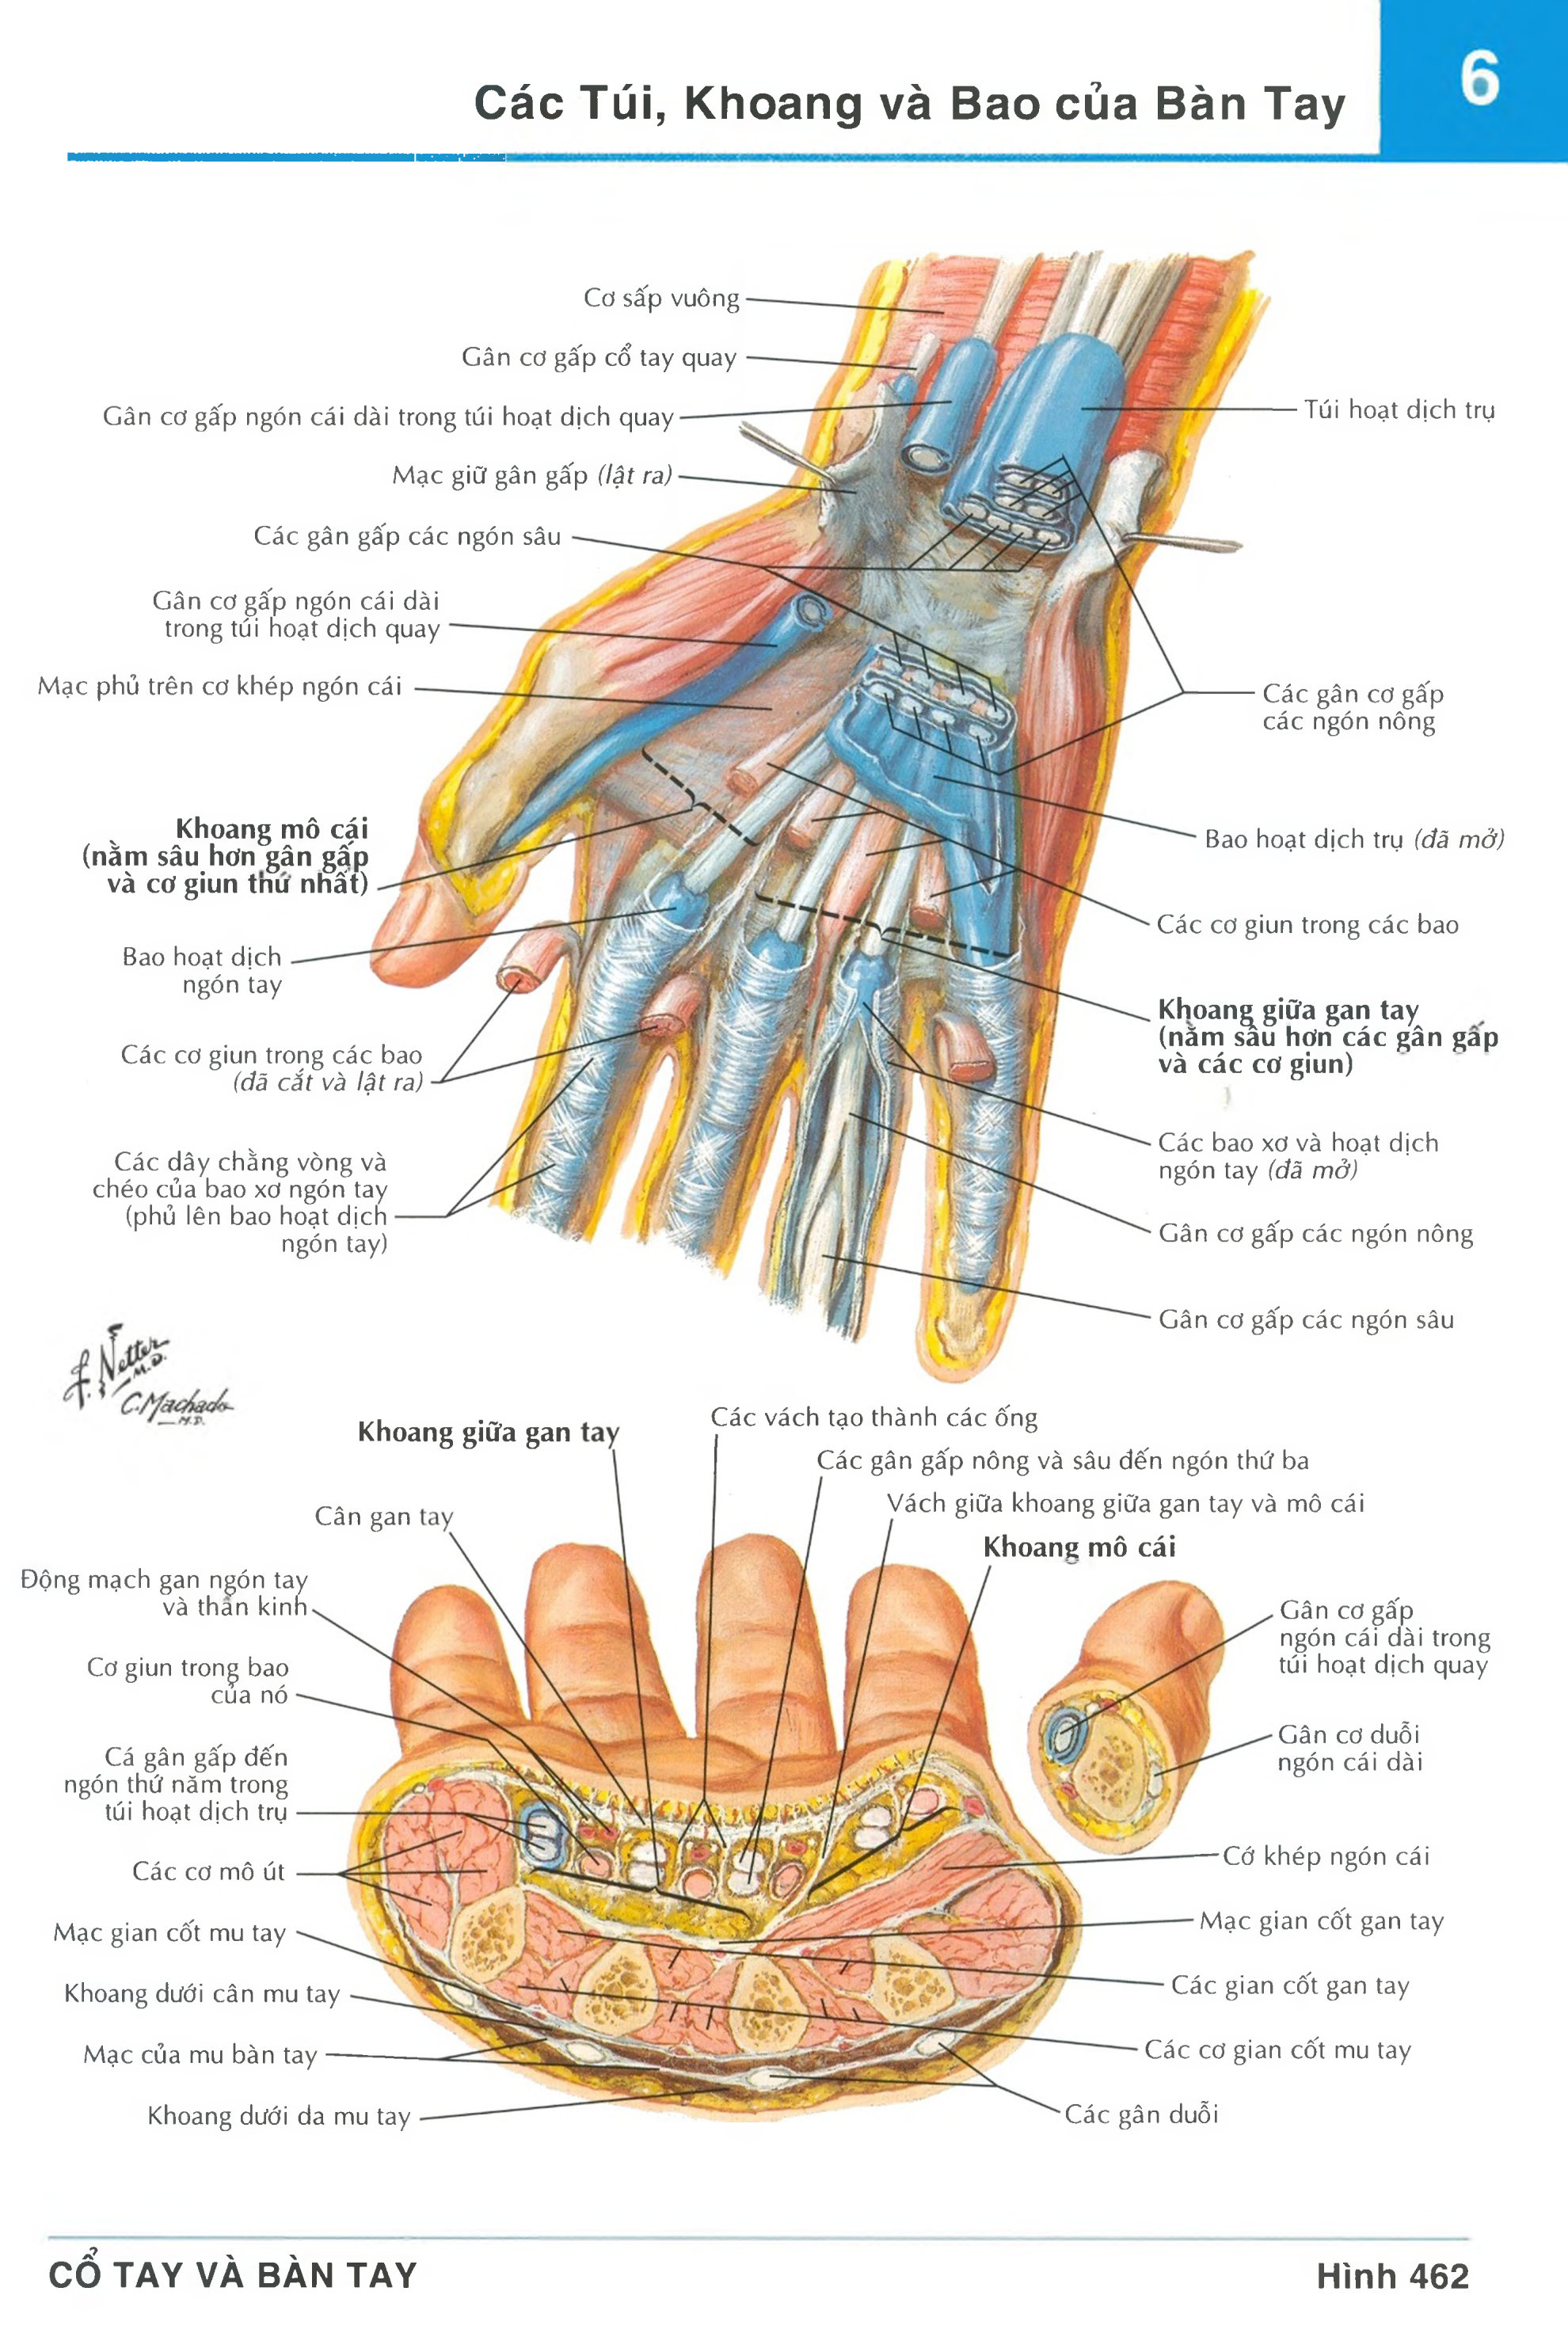 6
Các Túi, Khoang và Bao của Bàn Tay
Cơ sấp vuông
Gân cơ gấp cổ tay quay
Gân cơ gấp ngón cái dài trong túi hoạt dịch quay
Mạc giữ gân gấp (lật ra)
Các gân gấp các ngón sâu
Gân cơ gấp ngón cái dài
trong túi hoạt dịch quay
Mạc phủ trên cơ khép ngón cái
Khoang mô cái
(nằm sâu hơn gân gấp
và cơ giun thứ nhất)
Bao hoạt dịch
ngón tay
Các cơ giun trong các bao
(đã cắt và lật ra)
Các dây chằng vòng và
chéo của bao xơ ngón tay
(phủ lên bao hoạt dịch
ngón tay)
Túi hoạt dịch trụ
Các gân cơ gấp
các ngón nông
Bao hoạt dịch trụ (đã mở)
Các cơ giun trong các bao
Khoang giữa gan tay
(nằm sâu hơn các gân gấp
và các cơ giun)
Các bao xơ và hoạt dịch
ngón tay (đã mở)
Gân cơ gấp các ngón nông
Gân cơ gấp các ngón sâu
F. Netter
M.D.
C. Machado
M.D.
Khoang giữa gan tay
Các vách tạo thành các ống
Các gân gấp nông và sâu đến ngón thứ ba
Vách giữa khoang giữa gan tay và mô cái
Khoang mô cái
Cân gan tay
Động mạch gan ngón tay
và thần kinh
Cơ giun trong bao
của nó
Cá gân gấp đến
ngón thứ năm trong
túi hoạt dịch trụ
Các cơ mô út
Mạc gian cốt mu tay
Khoang dưới cân mu tay
Mạc của mu bàn tay
Khoang dưới da mu tay
Gân cơ gấp
ngón cái dài trong
túi hoạt dịch quay
Gân cơ duỗi
ngón cái dài
Cớ khép ngón cái
Mạc gian cốt gan tay
Các gian cốt gan tay
Các cơ gian cốt mu tay
Các gân duỗi
CỔ TAY VÀ BÀN TAY
Hình 462